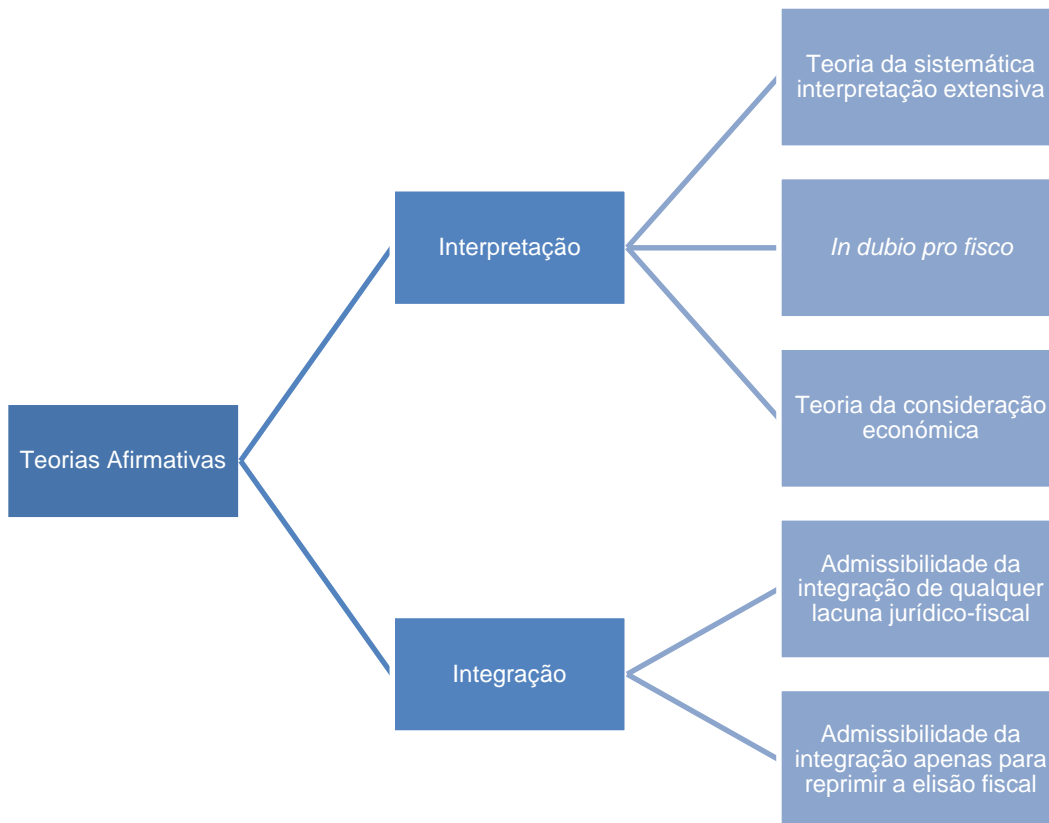 Teorias Afirmativas
Interpretação
Teoria da sistemática
interpretação extensiva
In dubio pro fisco
Teoria da consideração
económica
Integração
Admissibilidade da
integração de qualquer
lacuna jurídico-fiscal
Admissibilidade da
integração apenas para
reprimir a elisão fiscal